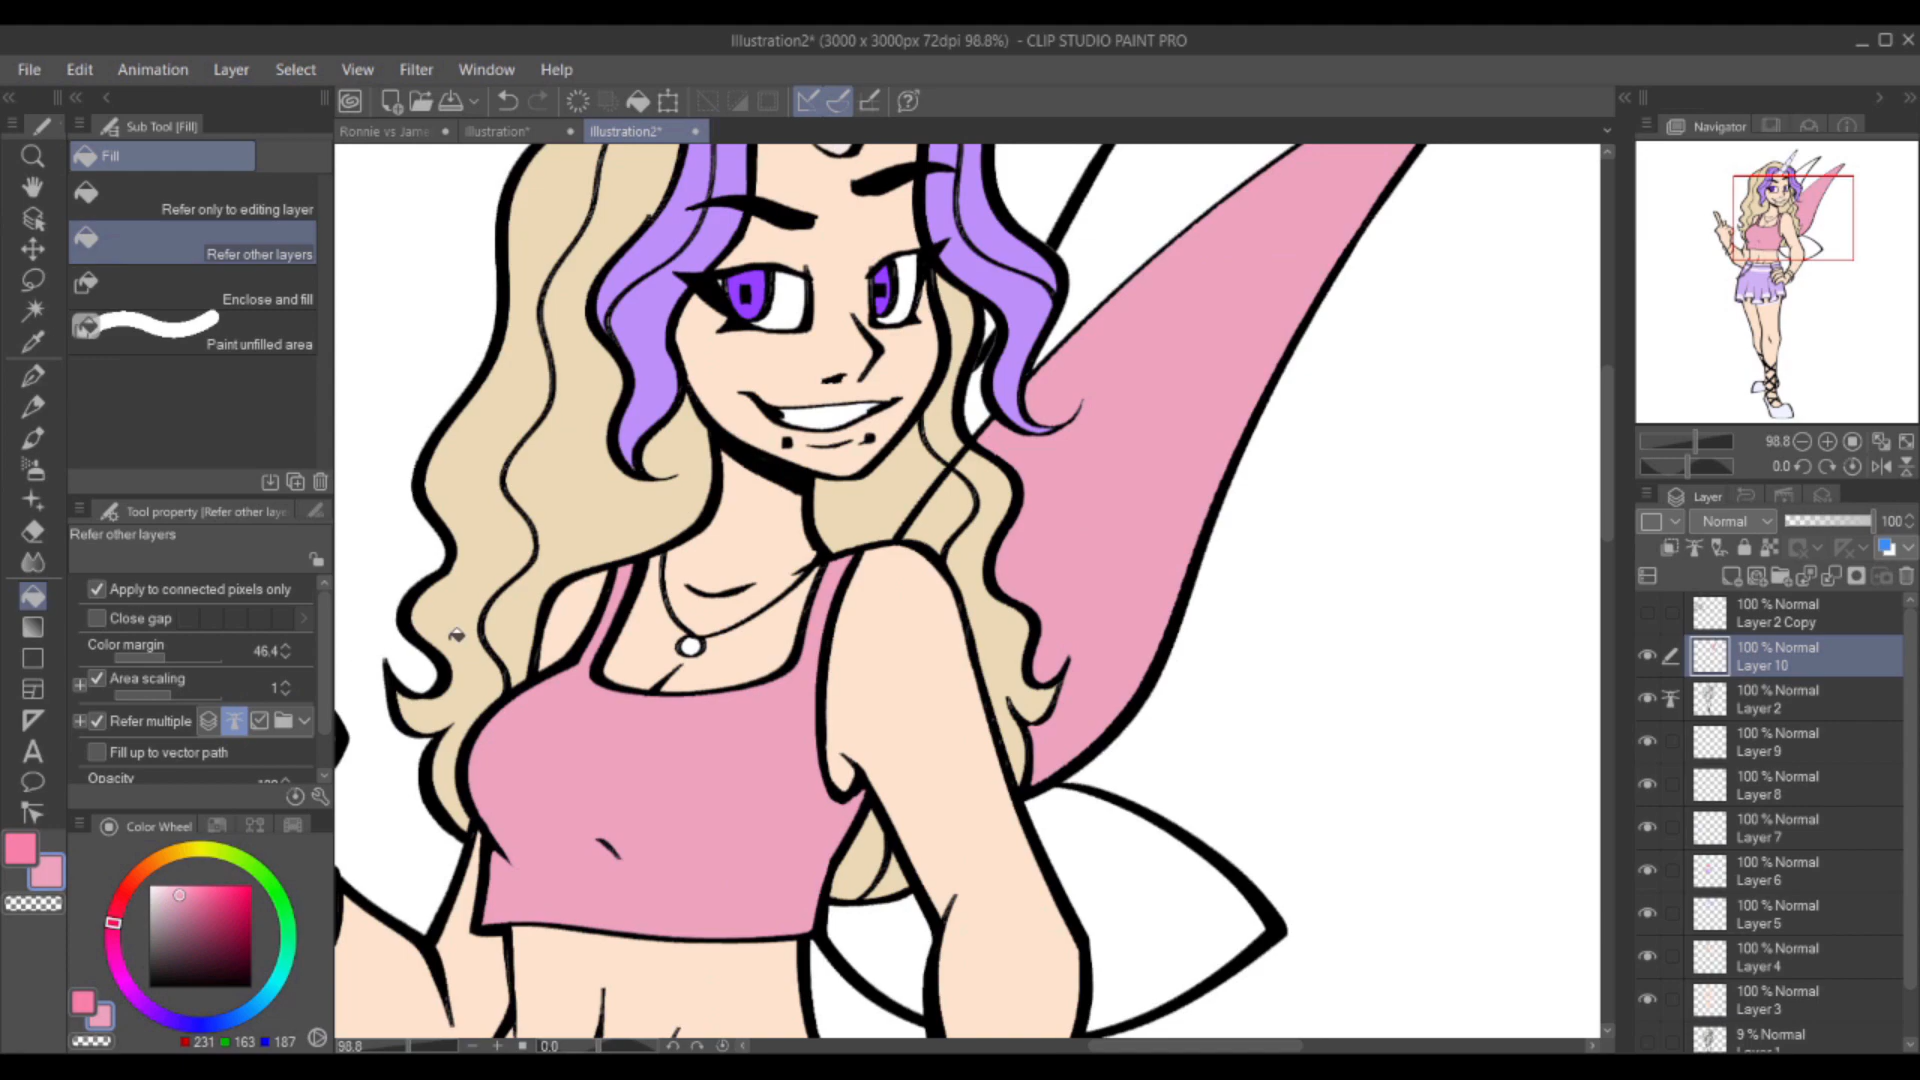 Illustration2* (3000 x 3000px 72dpi 98.8%) - CLIP STUDIO PAINT PRO
File Edit Animation Layer Select View Filter Window Help
Sub Tool [Fill]
Ronnie vs Jame Illustration* Illustration2*
Navigator
Fill
Refer only to editing layer
Refer other layers
Enclose and fill
Paint unfilled area
98.8
0.0
Tool property [Refer other laye
Layer
Normal 100
Refer other layers
Apply to connected pixels only
Close gap
Color margin 46.4
Area scaling 1
Refer multiple
Fill up to vector path
Opacity
Color Wheel
231 163 187
98.8 0.0
100 % Normal
Layer 2 Copy
100 % Normal
Layer 10
100 % Normal
Layer 2
100 % Normal
Layer 9
100 % Normal
Layer 8
100 % Normal
Layer 7
100 % Normal
Layer 6
100 % Normal
Layer 5
100 % Normal
Layer 4
100 % Normal
Layer 3
9 % Normal